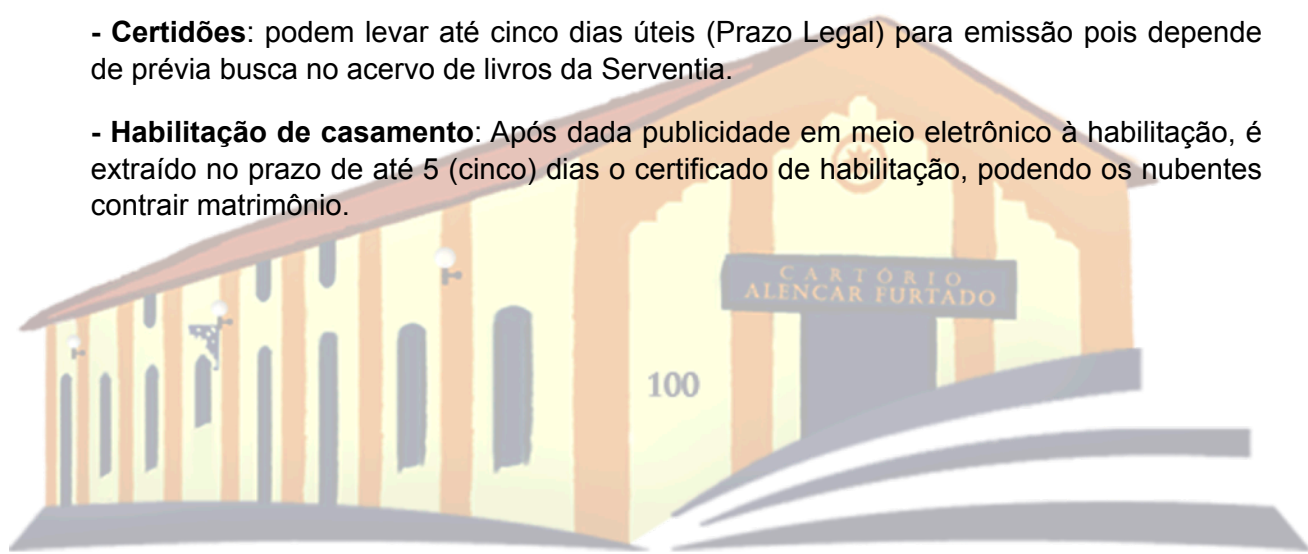 - Certidões: podem levar até cinco dias úteis (Prazo Legal) para emissão pois depende
de prévia busca no acervo de livros da Serventia.
- Habilitação de casamento: Após dada publicidade em meio eletrônico à habilitação, é
extraído no prazo de até 5 (cinco) dias o certificado de habilitação, podendo os nubentes
contrair matrimônio.
CARTÓRIO
ALENCAR FURTADO
100